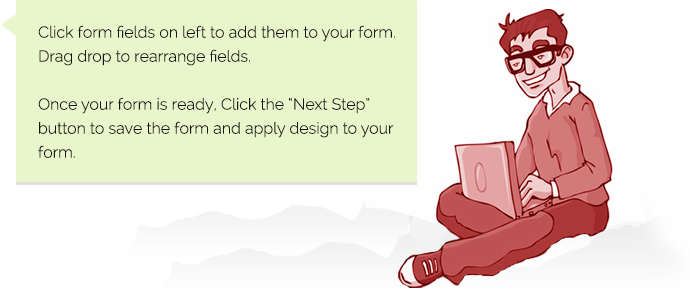 Click form fields on left to add them to your form.
Drag drop to rearrange fields.
Once your form is ready, Click the "Next Step"
button to save the form and apply design to your
form.